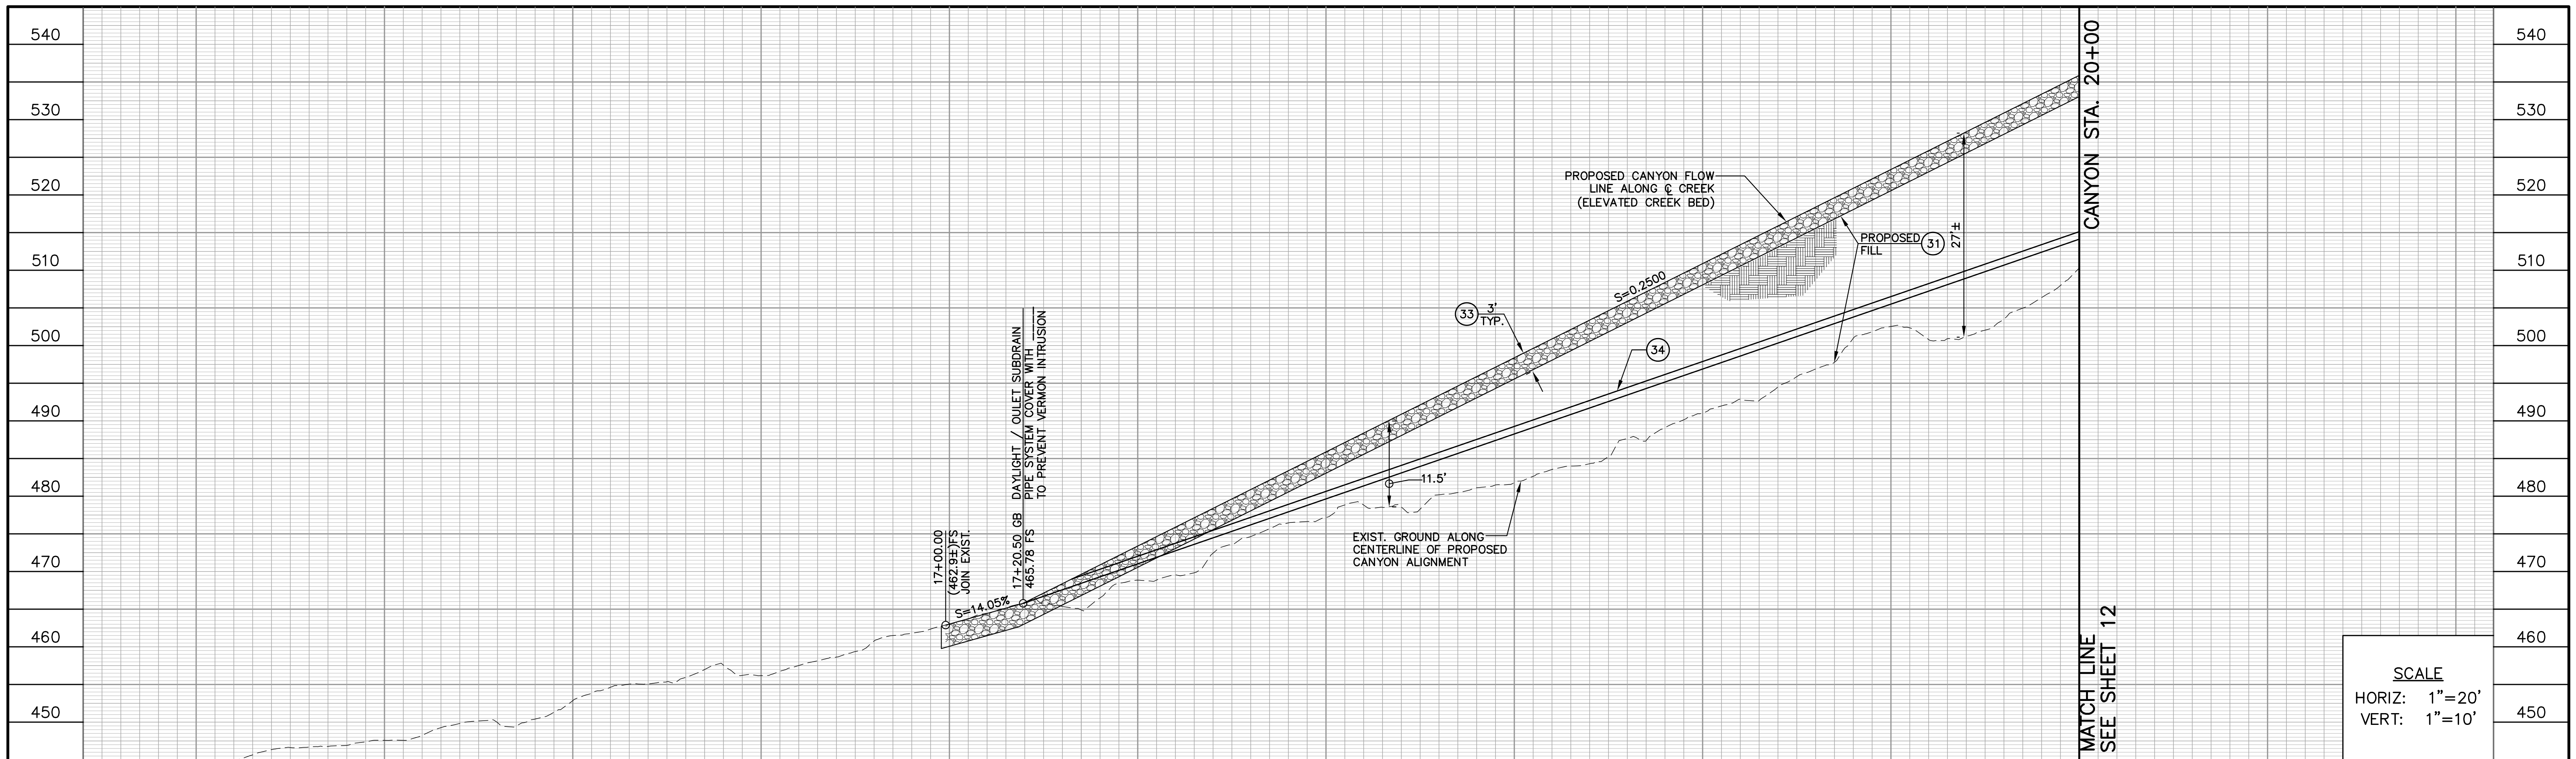 540
530
520
510
500
490
480
470
460
450
17+00.00
(462.9±)FS
JOIN EXIST.
S=14.05%
17+20.50 GB DAYLIGHT / OULET SUBDRAIN
465.78 FS PIPE SYSTEM COVER WITH
TO PREVENT VERMON INTRUSION
11.5'
EXIST. GROUND ALONG
CENTERLINE OF PROPOSED
CANYON ALIGNMENT
33
3'
TYP.
34
S=0.2500
PROPOSED CANYON FLOW
LINE ALONG ℄ CREEK
(ELEVATED CREEK BED)
PROPOSED
FILL
31
27'±
CANYON STA. 20+00
MATCH LINE
SEE SHEET 12
SCALE
HORIZ: 1"=20'
VERT: 1"=10'
540
530
520
510
500
490
480
470
460
450